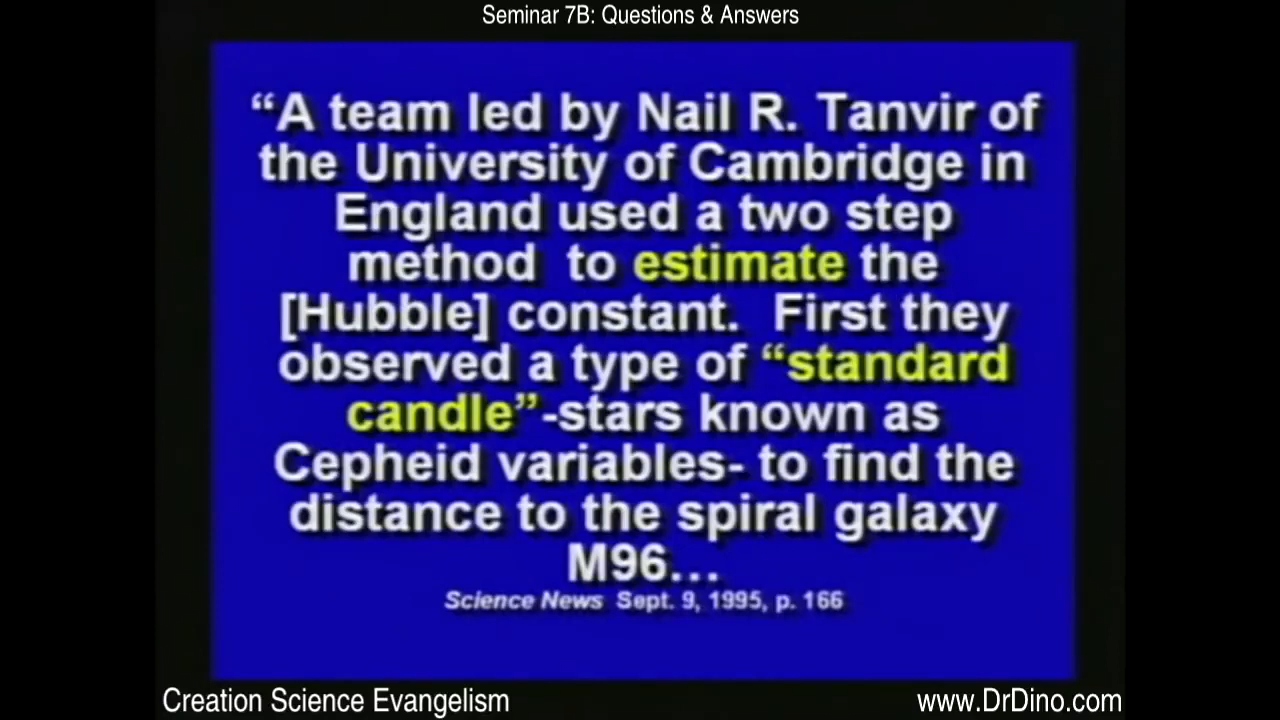 Seminar 7B: Questions & Answers
“A team led by Nail R. Tanvir of
the University of Cambridge in
England used a two step
method to estimate the
[Hubble] constant. First they
observed a type of “standard
candle”-stars known as
Cepheid variables- to find the
distance to the spiral galaxy
M96...
Science News Sept. 9, 1995, p. 166
Creation Science Evangelism
www.DrDino.com